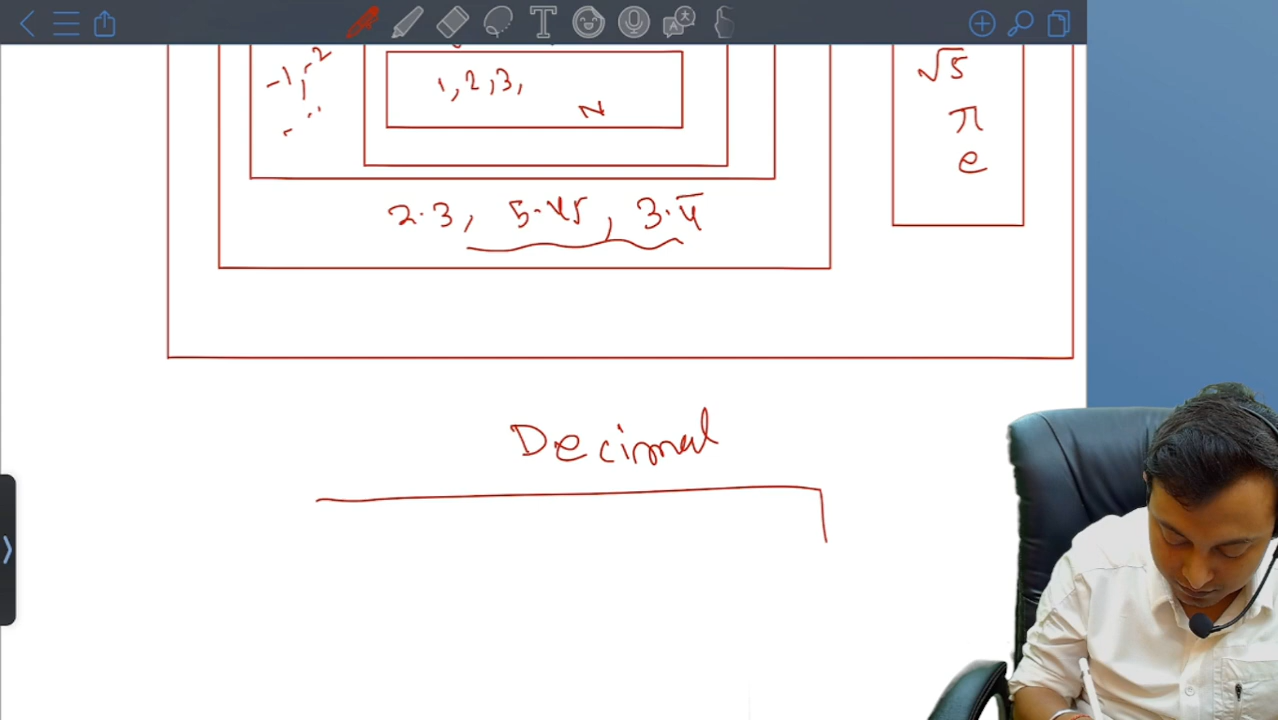 -1, -2
...
1, 2, 3,
N
√5
π
e
2.3, 5.45, 3.4̅
Decimal